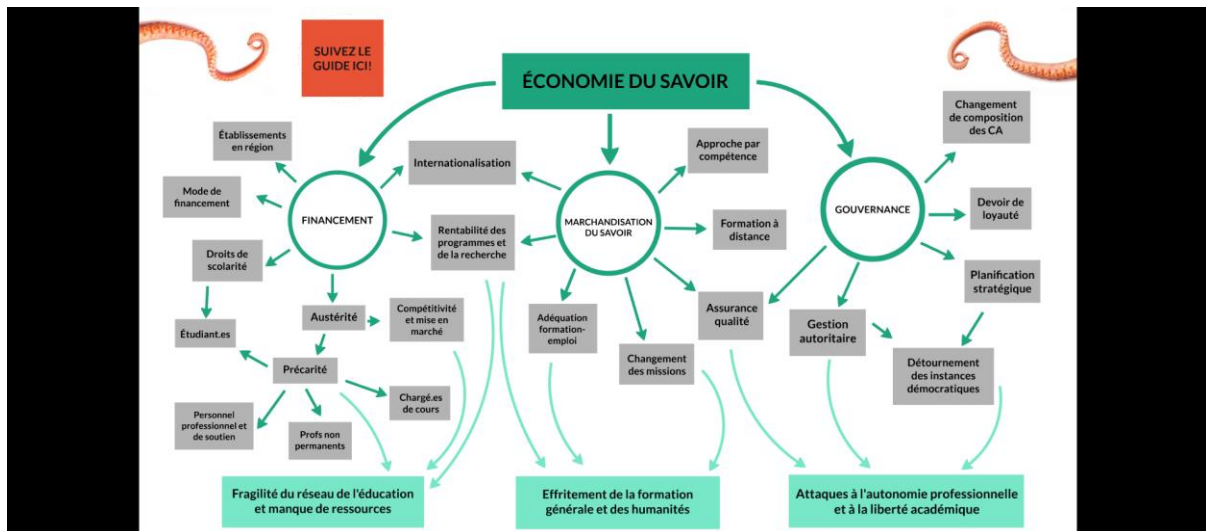 SUIVEZ LE
GUIDE ICI!
ÉCONOMIE DU SAVOIR
Changement
de composition
des CA
Établissements
en région
Internationalisation
Approche par
compétence
Mode de
financement
FINANCEMENT
MARCHANDISATION
DU SAVOIR
GOUVERNANCE
Devoir de
loyauté
Droits de
scolarité
Rentabilité des
programmes et
de la recherche
Formation à
distance
Planification
stratégique
Étudiant.es
Austérité
Compétitivité
et mise en
marché
Adéquation
formation-
emploi
Assurance
qualité
Gestion
autoritaire
Précarité
Changement
des missions
Détournement
des instances
démocratiques
Chargé.es
de cours
Personnel
professionnel et
de soutien
Profs non
permanents
Fragilité du réseau de l'éducation
et manque de ressources
Effritement de la formation
générale et des humanités
Attaques à l'autonomie professionnelle
et à la liberté académique